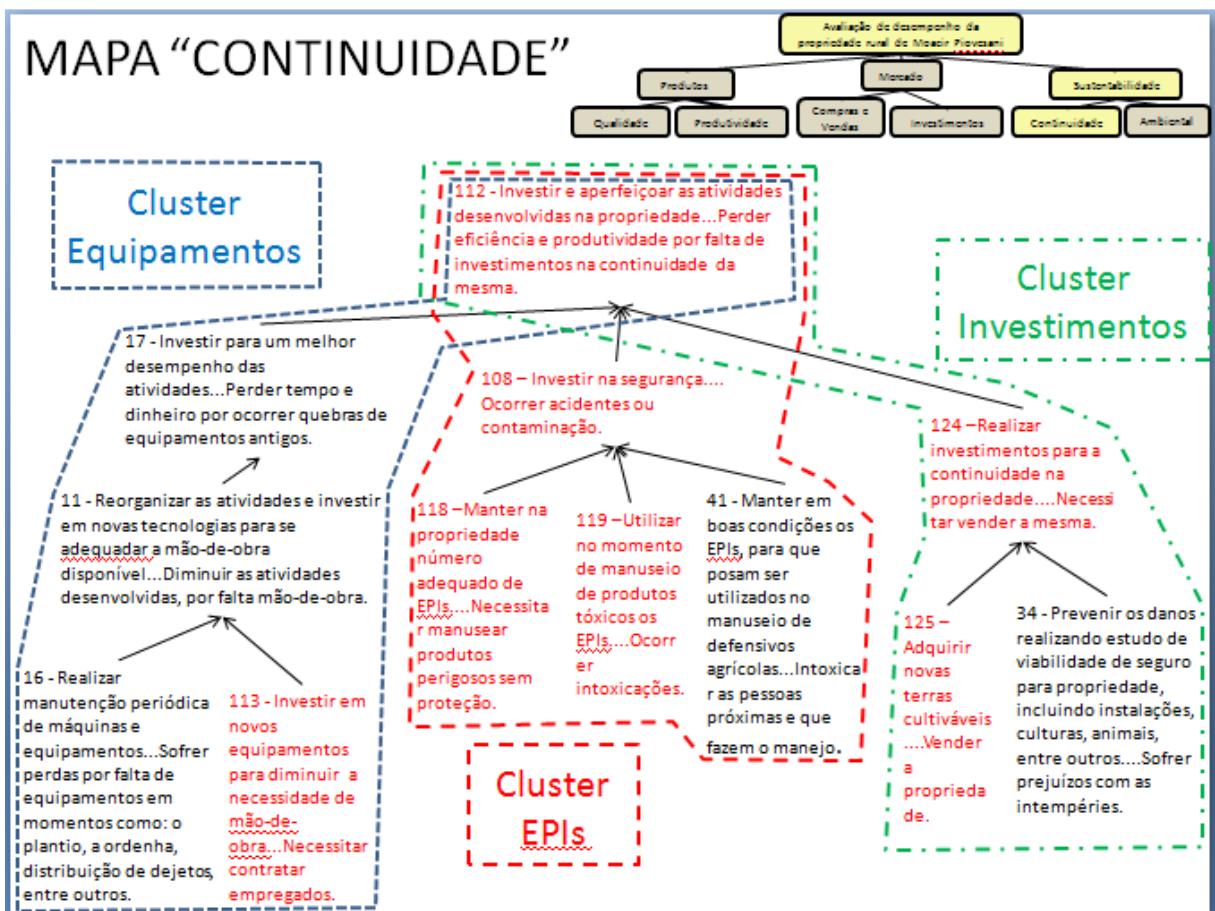 MAPA “CONTINUIDADE”
Avaliação de desempenho da
propriedade rural de Moacir Piovesani
Produtos
Mercado
Sustentabilidade
Qualidade
Produtividade
Compras e
Vendas
Investimentos
Continuidade
Ambiental
Cluster
Equipamentos
112 - Investir e aperfeiçoar as atividades
desenvolvidas na propriedade...Perder
eficiência e produtividade por falta de
investimentos na continuidade da
mesma.
Cluster
Investimentos
17 - Investir para um melhor
desempenho das
atividades...Perder tempo e
dinheiro por ocorrer quebras de
equipamentos antigos.
108 – Investir na segurança....
Ocorrer acidentes ou
contaminação.
124 –Realizar
investimentos para a
continuidade na
propriedade....Necessi
tar vender a mesma.
11 - Reorganizar as atividades e investir
em novas tecnologias para se
adequadar a mão-de-obra
disponível...Diminuir as atividades
desenvolvidas, por falta mão-de-obra.
118 –Manter na
propriedade
número
adequado de
EPIs....Necessita
r manusear
produtos
perigosos sem
proteção.
119 –Utilizar
no momento
de manuseio
de produtos
tóxicos os
EPIs....Ocorr
er
intoxicações.
41 - Manter em
boas condições os
EPIs, para que
posam ser
utilizados no
manuseio de
defensivos
agrícolas...Intoxica
r as pessoas
próximas e que
fazem o manejo.
16 - Realizar
manutenção periódica
de máquinas e
equipamentos...Sofrer
perdas por falta de
equipamentos em
momentos como: o
plantio, a ordenha,
distribuição de dejetos,
entre outros.
113 - Investir em
novos
equipamentos
para diminuir a
necessidade de
mão-de-
obra...Necessitar
contratar
empregados.
125 –
Adquirir
novas
terras
cultiváveis
....Vender
a
proprieda
de.
34 - Prevenir os danos
realizando estudo de
viabilidade de seguro
para propriedade,
incluindo instalações,
culturas, animais,
entre outros....Sofrer
prejuízos com as
intempéries.
Cluster
EPIs